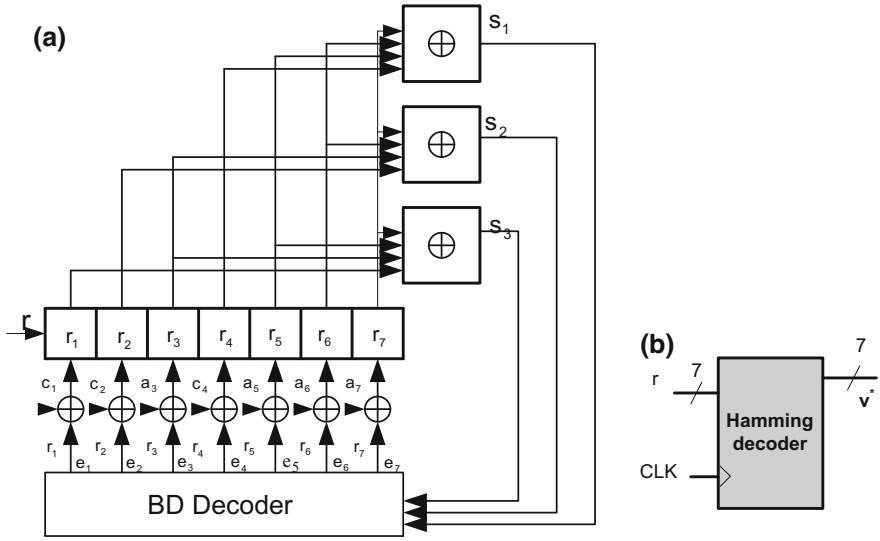 (a)
s₁
s₂
s₃
r
r₁ r₂ r₃ r₄ r₅ r₆ r₇
c₁ c₂ a₃ c₄ a₅ a₆ a₇
r₁ r₂ r₃ r₄ r₅ r₆ r₇
e₁ e₂ e₃ e₄ e₅ e₆ e₇
BD Decoder
(b)
r
7
7
v*
Hamming
decoder
CLK